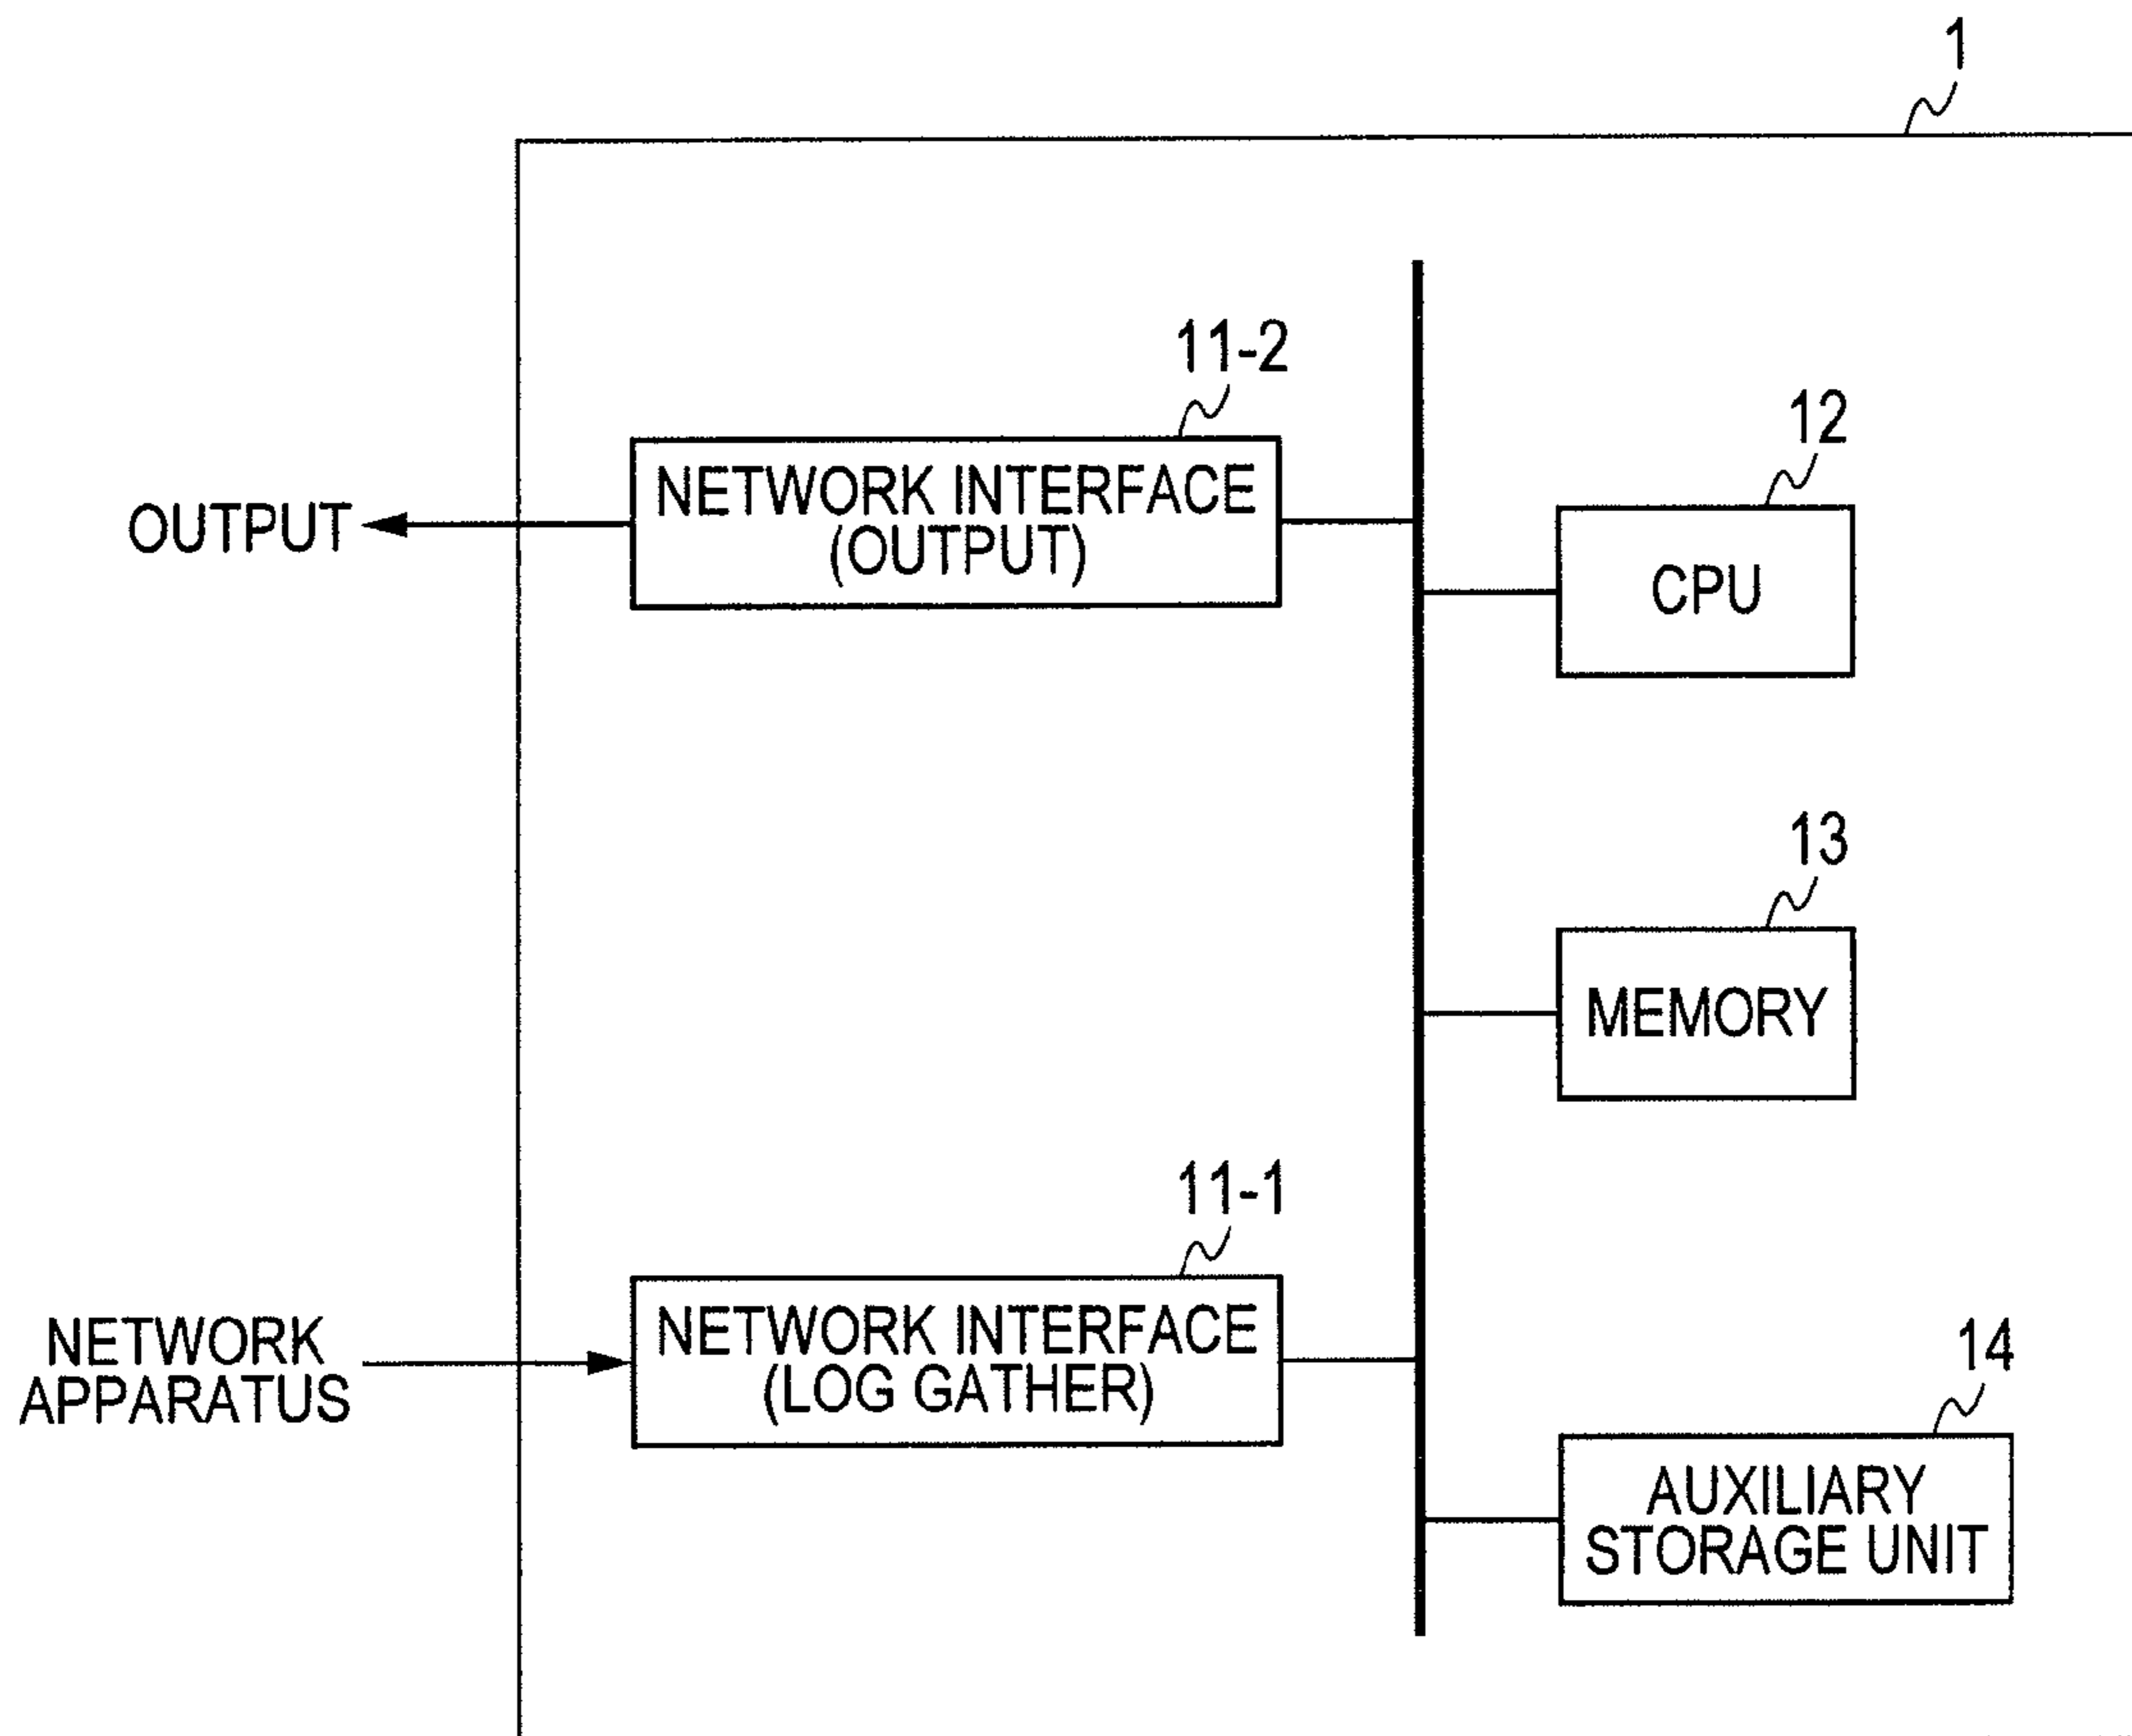 1
11-2
NETWORK INTERFACE
(OUTPUT)
OUTPUT
12
CPU
13
MEMORY
11-1
NETWORK INTERFACE
(LOG GATHER)
NETWORK
APPARATUS
14
AUXILIARY
STORAGE UNIT